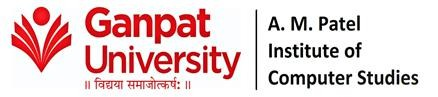 Ganpat
University
॥ विद्यया समाजोत्कर्ष: ॥
A. M. Patel
Institute of
Computer Studies